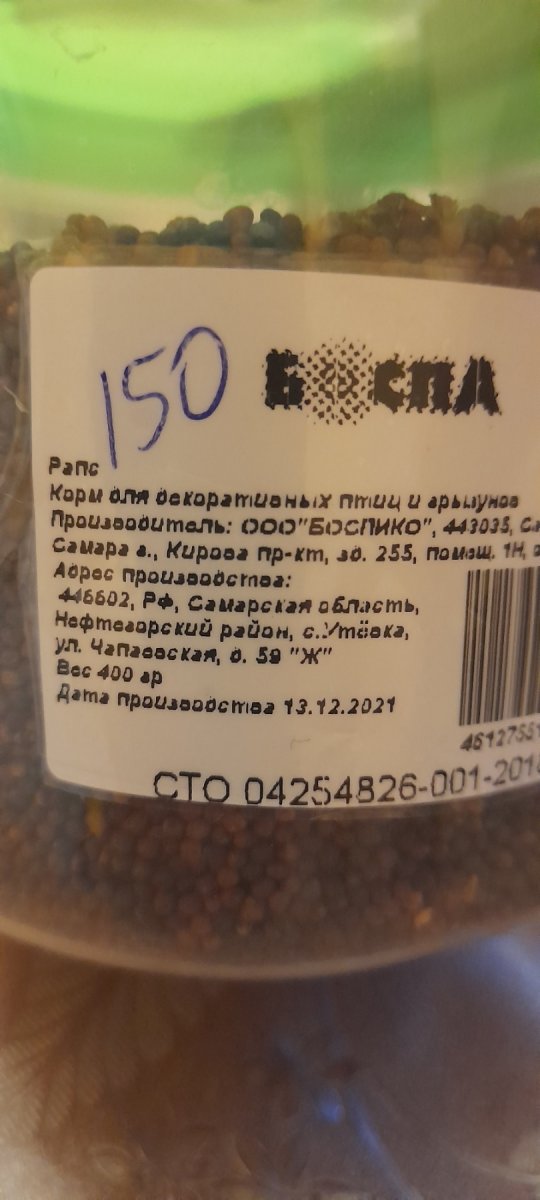 150
БОСПА
Рапс
Корм для декоративных птиц и грызунов
Производитель: ООО"БОСПИКО", 443035,
Самара г., Кирова пр-кт, зд. 255, помещ. 1Н,
Адрес производства:
446602, РФ, Самарская область,
Нефтегорский район, с.Утёвка,
ул. Чапаевская, д. 59 "Ж"
Вес 400 гр
Дата производства 13.12.2021
СТО 04254826-001-2018